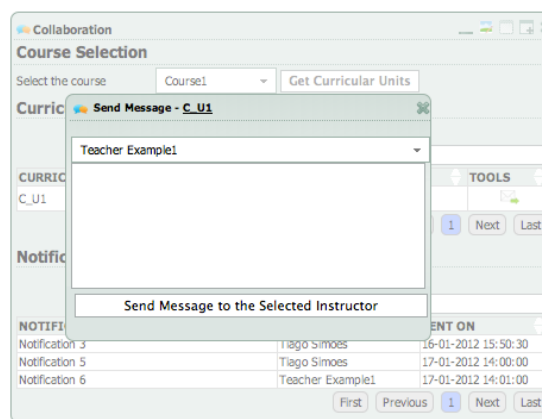 Collaboration
Course Selection
Select the course Course1 Get Curricular Units
Curric
Send Message - C_U1
Teacher Example1
CURRIC TOOLS
C_U1
1 Next Last
Notific
Send Message to the Selected Instructor
NOTIFI ENT ON
Notification 3 Tiago Simoes 16-01-2012 15:50:30
Notification 5 Tiago Simoes 17-01-2012 14:00:00
Notification 6 Teacher Example1 17-01-2012 14:01:00
First Previous 1 Next Last